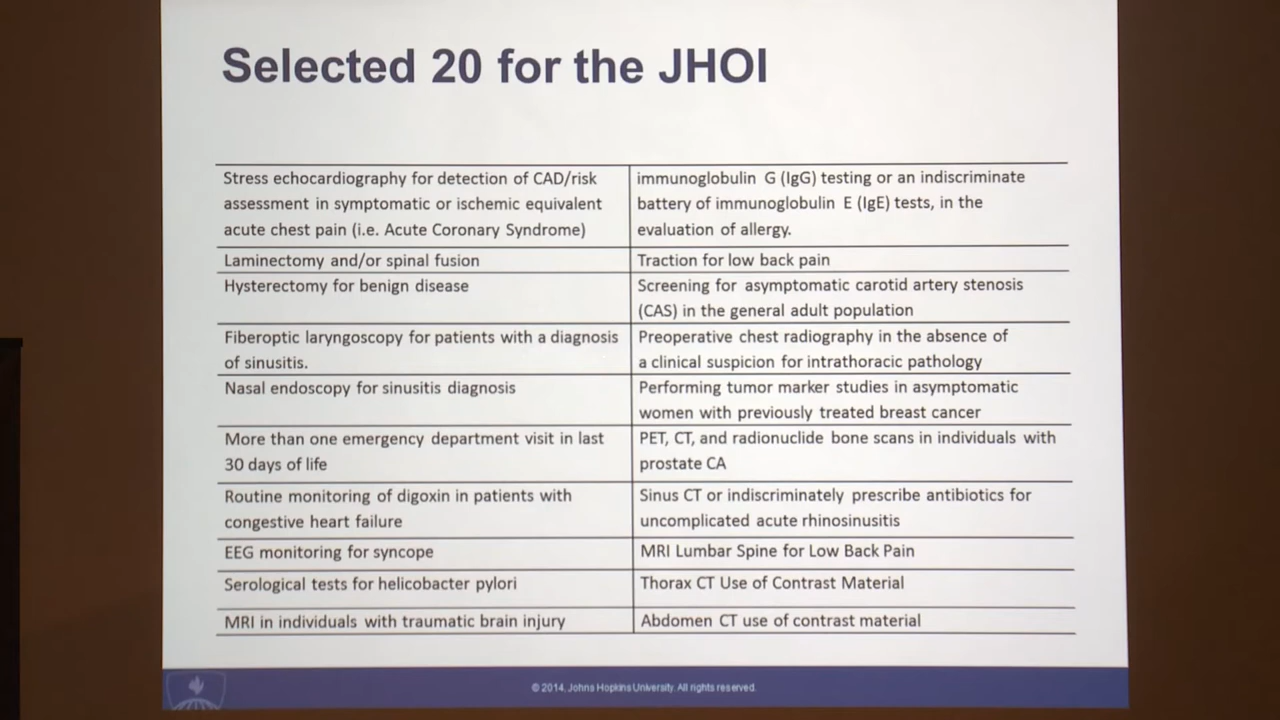 Selected 20 for the JHOI
Stress echocardiography for detection of CAD/risk
assessment in symptomatic or ischemic equivalent
acute chest pain (i.e. Acute Coronary Syndrome)
immunoglobulin G (IgG) testing or an indiscriminate
battery of immunoglobulin E (IgE) tests, in the
evaluation of allergy.
Laminectomy and/or spinal fusion
Traction for low back pain
Hysterectomy for benign disease
Screening for asymptomatic carotid artery stenosis
(CAS) in the general adult population
Fiberoptic laryngoscopy for patients with a diagnosis
of sinusitis.
Preoperative chest radiography in the absence of
a clinical suspicion for intrathoracic pathology
Nasal endoscopy for sinusitis diagnosis
Performing tumor marker studies in asymptomatic
women with previously treated breast cancer
More than one emergency department visit in last
30 days of life
PET, CT, and radionuclide bone scans in individuals with
prostate CA
Routine monitoring of digoxin in patients with
congestive heart failure
Sinus CT or indiscriminately prescribe antibiotics for
uncomplicated acute rhinosinusitis
EEG monitoring for syncope
MRI Lumbar Spine for Low Back Pain
Serological tests for helicobacter pylori
Thorax CT Use of Contrast Material
MRI in individuals with traumatic brain injury
Abdomen CT use of contrast material
© 2014, Johns Hopkins University. All rights reserved.